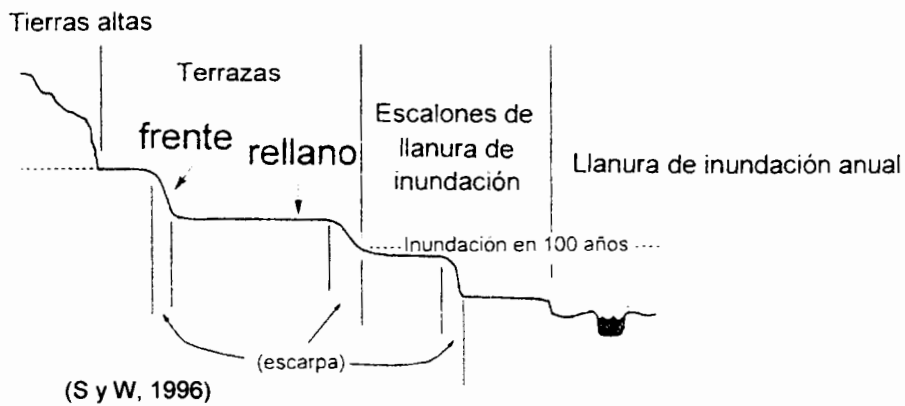 Tierras altas
Terrazas
frente
rellano
Escalones de
llanura de
inundación
Llanura de inundación anual
Inundación en 100 años
(escarpa)
(S y W, 1996)